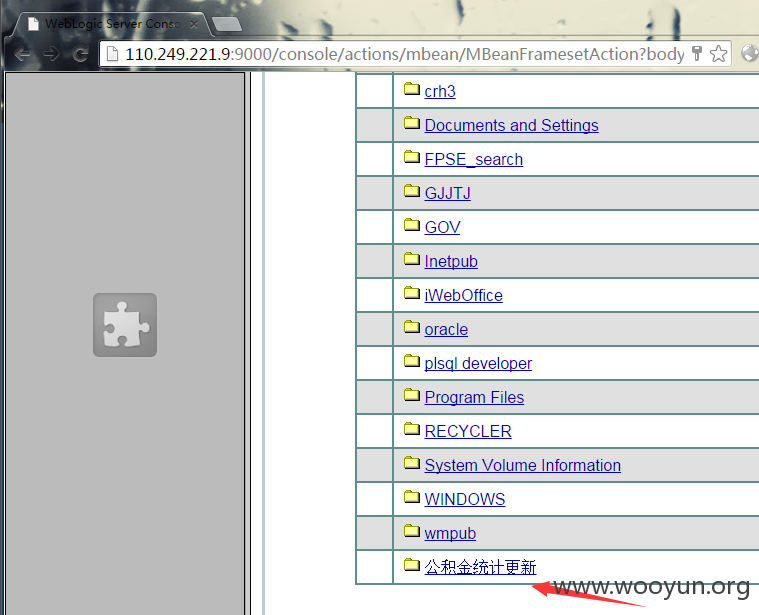 WebLogic Server Conso
110.249.221.9:9000/console/actions/mbean/MBeanFramesetAction?body
crh3
Documents and Settings
FPSE_search
GJJTJ
GOV
Inetpub
iWebOffice
oracle
plsql developer
Program Files
RECYCLER
System Volume Information
WINDOWS
wmpub
公积金统计更新
www.wooyun.org